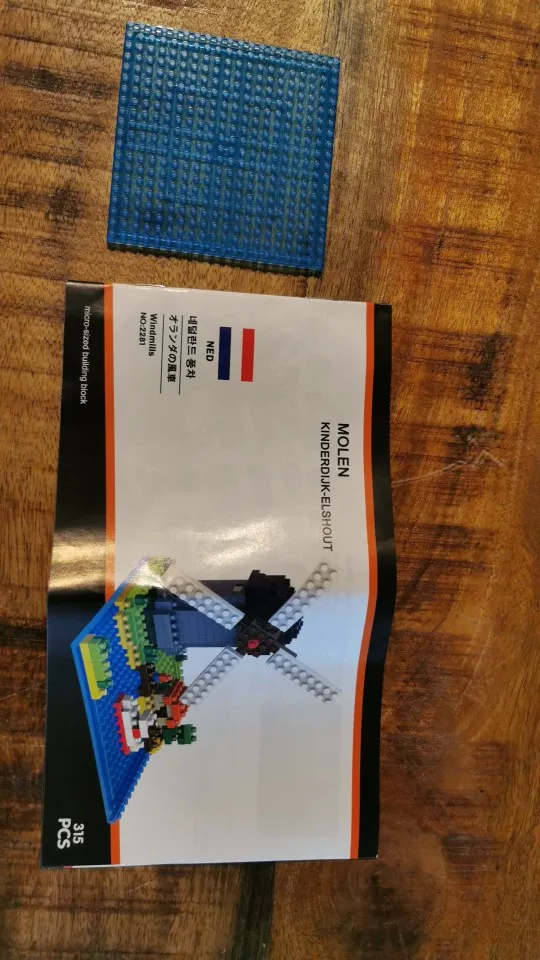 MOLEN
KINDERDIJK-ELSHOUT
NED
네덜란드 풍차
オランダの風車
Windmills
NO:2281
315
PCS
micro-sized building block